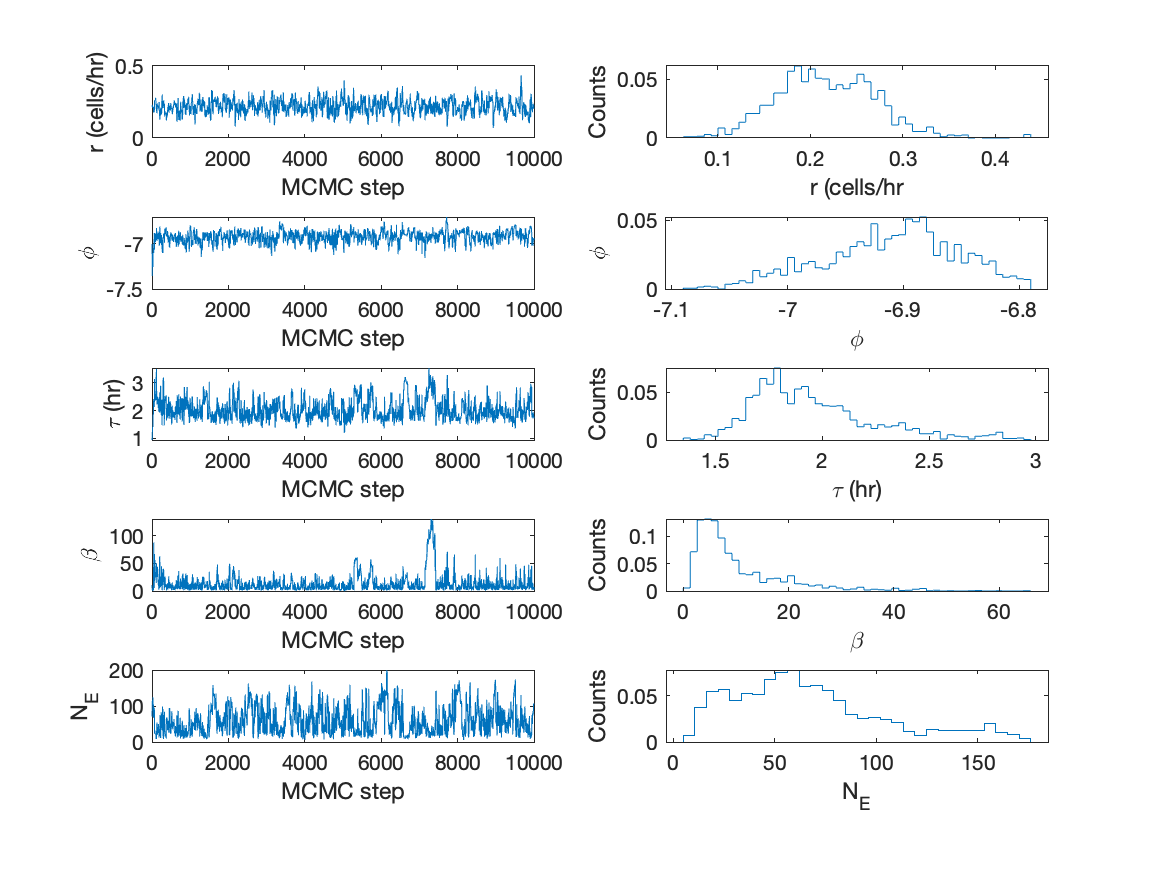 r (cells/hr)
0.5
0
0 2000 4000 6000 8000 10000
MCMC step
Counts
0.05
0
0.1 0.2 0.3 0.4
r (cells/hr
ϕ
-7
-7.5
0 2000 4000 6000 8000 10000
MCMC step
ϕ
0.05
0
-7.1 -7 -6.9 -6.8
ϕ
τ (hr)
3
2
1
0 2000 4000 6000 8000 10000
MCMC step
Counts
0.05
0
1.5 2 2.5 3
τ (hr)
β
100
50
0
0 2000 4000 6000 8000 10000
MCMC step
Counts
0.1
0.05
0
0 20 40 60
β
N_E
200
100
0
0 2000 4000 6000 8000 10000
MCMC step
Counts
0.05
0
0 50 100 150
N_E